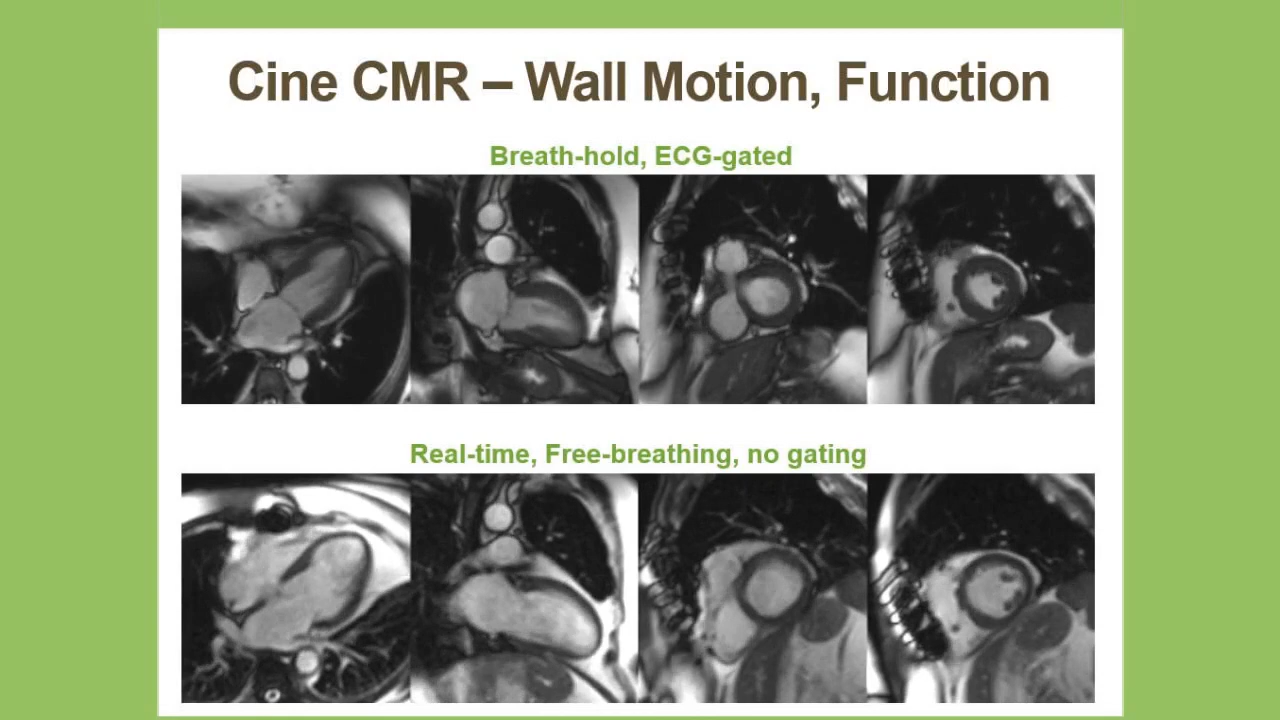 Cine CMR – Wall Motion, Function
Breath-hold, ECG-gated
Real-time, Free-breathing, no gating